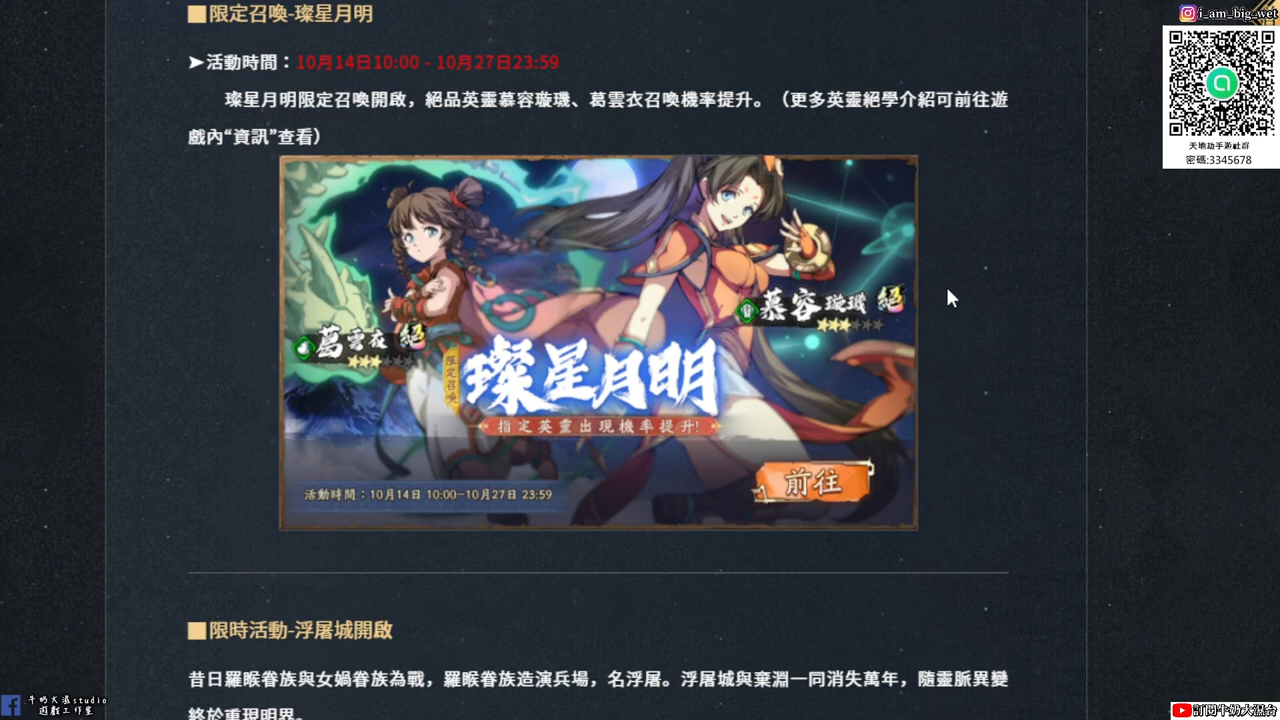 限定召喚-璨星月明
i_am_big_wet
➤活動時間：10月14日10:00 - 10月27日23:59
璨星月明限定召喚開啟，絕品英靈慕容璇璣、葛雲衣召喚機率提升。（更多英靈絕學介紹可前往遊
戲內“資訊”查看）
天地劫手遊社群
密碼:3345678
慕容璇璣 絕
葛雲衣 絕
限定召喚
璨星月明
指定英靈出現機率提升!
前往
活動時間：10月14日 10:00-10月27日 23:59
限時活動-浮屠城開啟
昔日羅睺眷族與女媧眷族為戰，羅睺眷族造演兵場，名浮屠。浮屠城與棄淵一同消失萬年，隨靈脈異變
終於重現明界。
牛奶大濕studio
遊戲工作室
訂閱牛奶大濕台